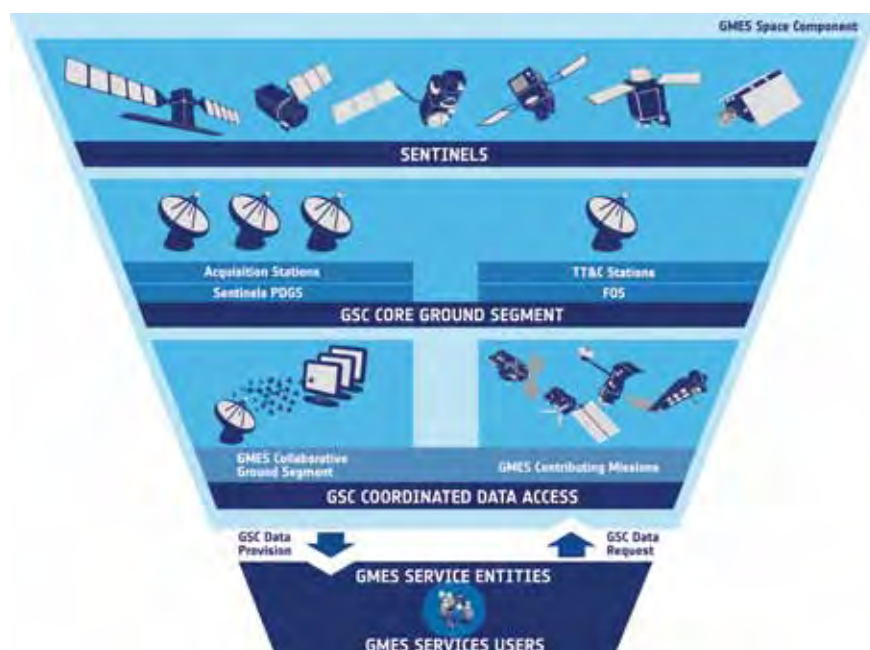 GMES Space Component
SENTINELS
Acquisition Stations
Sentinels PDGS
TT&C Stations
FOS
GSC CORE GROUND SEGMENT
GMES Collaborative
Ground Segment
GMES Contributing Missions
GSC COORDINATED DATA ACCESS
GSC Data
Provision
GSC Data
Request
GMES SERVICE ENTITIES
GMES SERVICES USERS